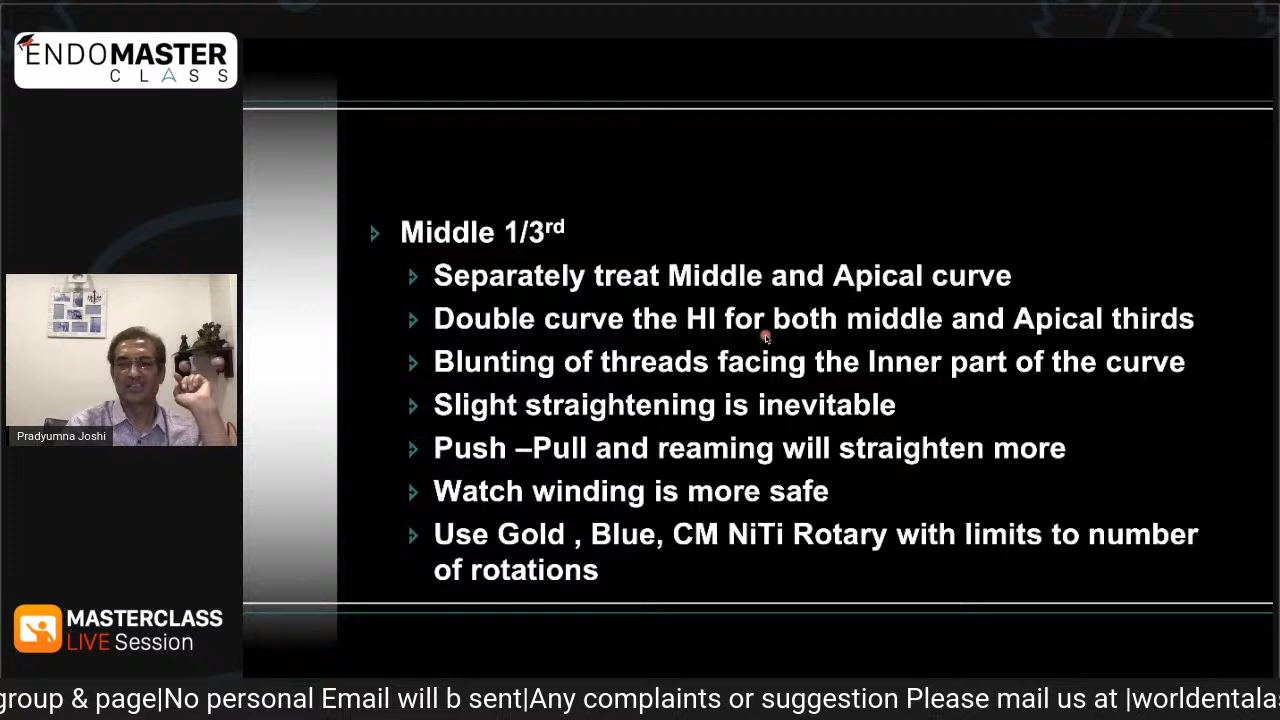 ENDOMASTER
CLASS
Middle 1/3rd
Separately treat Middle and Apical curve
Double curve the HI for both middle and Apical thirds
Blunting of threads facing the Inner part of the curve
Slight straightening is inevitable
Push –Pull and reaming will straighten more
Watch winding is more safe
Use Gold , Blue, CM NiTi Rotary with limits to number
of rotations
Pradyumna Joshi
MASTERCLASS
LIVE Session
group & page|No personal Email will b sent|Any complaints or suggestion Please mail us at |worldentalas